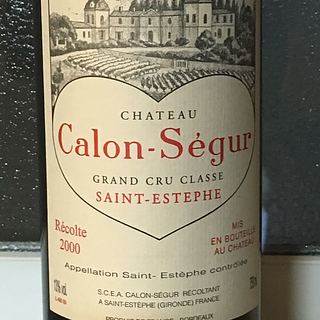 CHATEAU
Calon-Ségur
GRAND CRU CLASSE
SAINT-ESTEPHE
Récolte
2000
MIS
EN BOUTEILLE
AU CHATEAU
Appellation Saint-Estèphe contrôlée
S.C.E.A. CALON-SÉGUR RÉCOLTANT
A SAINT-ESTÈPHE (GIRONDE) FRANCE